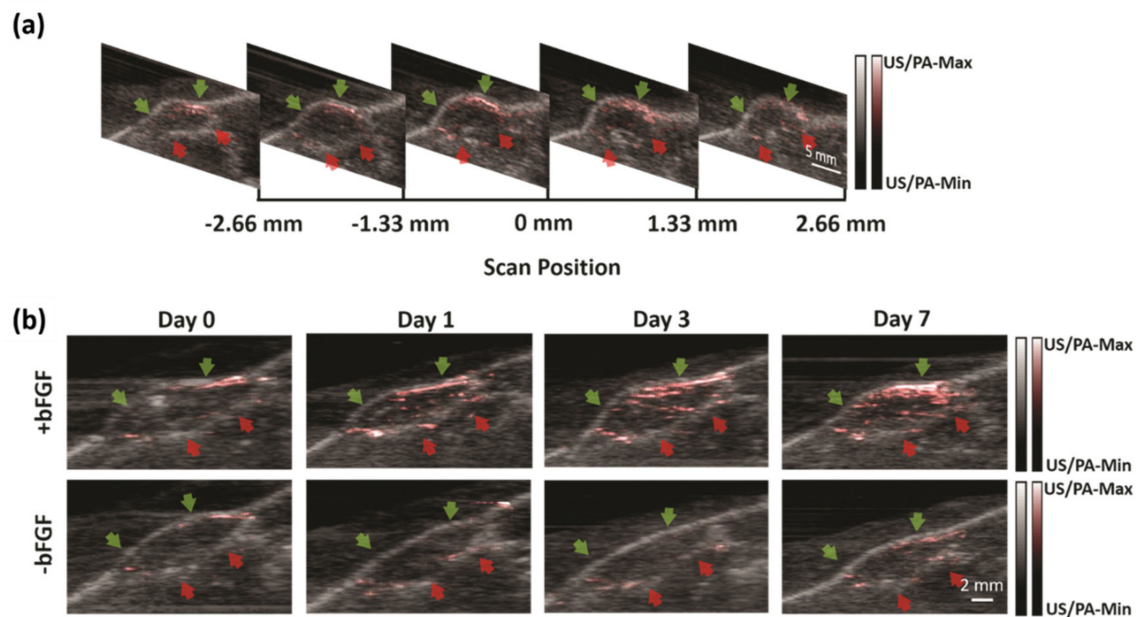 (a)
US/PA-Max
5 mm
US/PA-Min
-2.66 mm -1.33 mm 0 mm 1.33 mm 2.66 mm
Scan Position
(b)
Day 0 Day 1 Day 3 Day 7
+bFGF
US/PA-Max
US/PA-Min
-bFGF
US/PA-Max
2 mm
US/PA-Min